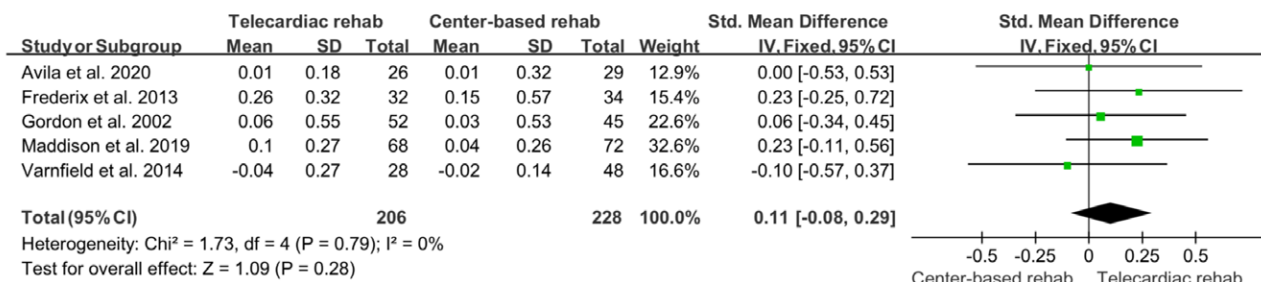 Telecardiac rehab Center-based rehab Std. Mean Difference Std. Mean Difference
Study or Subgroup Mean SD Total Mean SD Total Weight IV, Fixed, 95% CI IV, Fixed, 95% CI
Avila et al. 2020 0.01 0.18 26 0.01 0.32 29 12.9% 0.00 [-0.53, 0.53]
Frederix et al. 2013 0.26 0.32 32 0.15 0.57 34 15.4% 0.23 [-0.25, 0.72]
Gordon et al. 2002 0.06 0.55 52 0.03 0.53 45 22.6% 0.06 [-0.34, 0.45]
Maddison et al. 2019 0.1 0.27 68 0.04 0.26 72 32.6% 0.23 [-0.11, 0.56]
Varnfield et al. 2014 -0.04 0.27 28 -0.02 0.14 48 16.6% -0.10 [-0.57, 0.37]
Total (95% CI) 206 228 100.0% 0.11 [-0.08, 0.29]
Heterogeneity: Chi² = 1.73, df = 4 (P = 0.79); I² = 0%
Test for overall effect: Z = 1.09 (P = 0.28)
-0.5 -0.25 0 0.25 0.5
Center-based rehab Telecardiac rehab